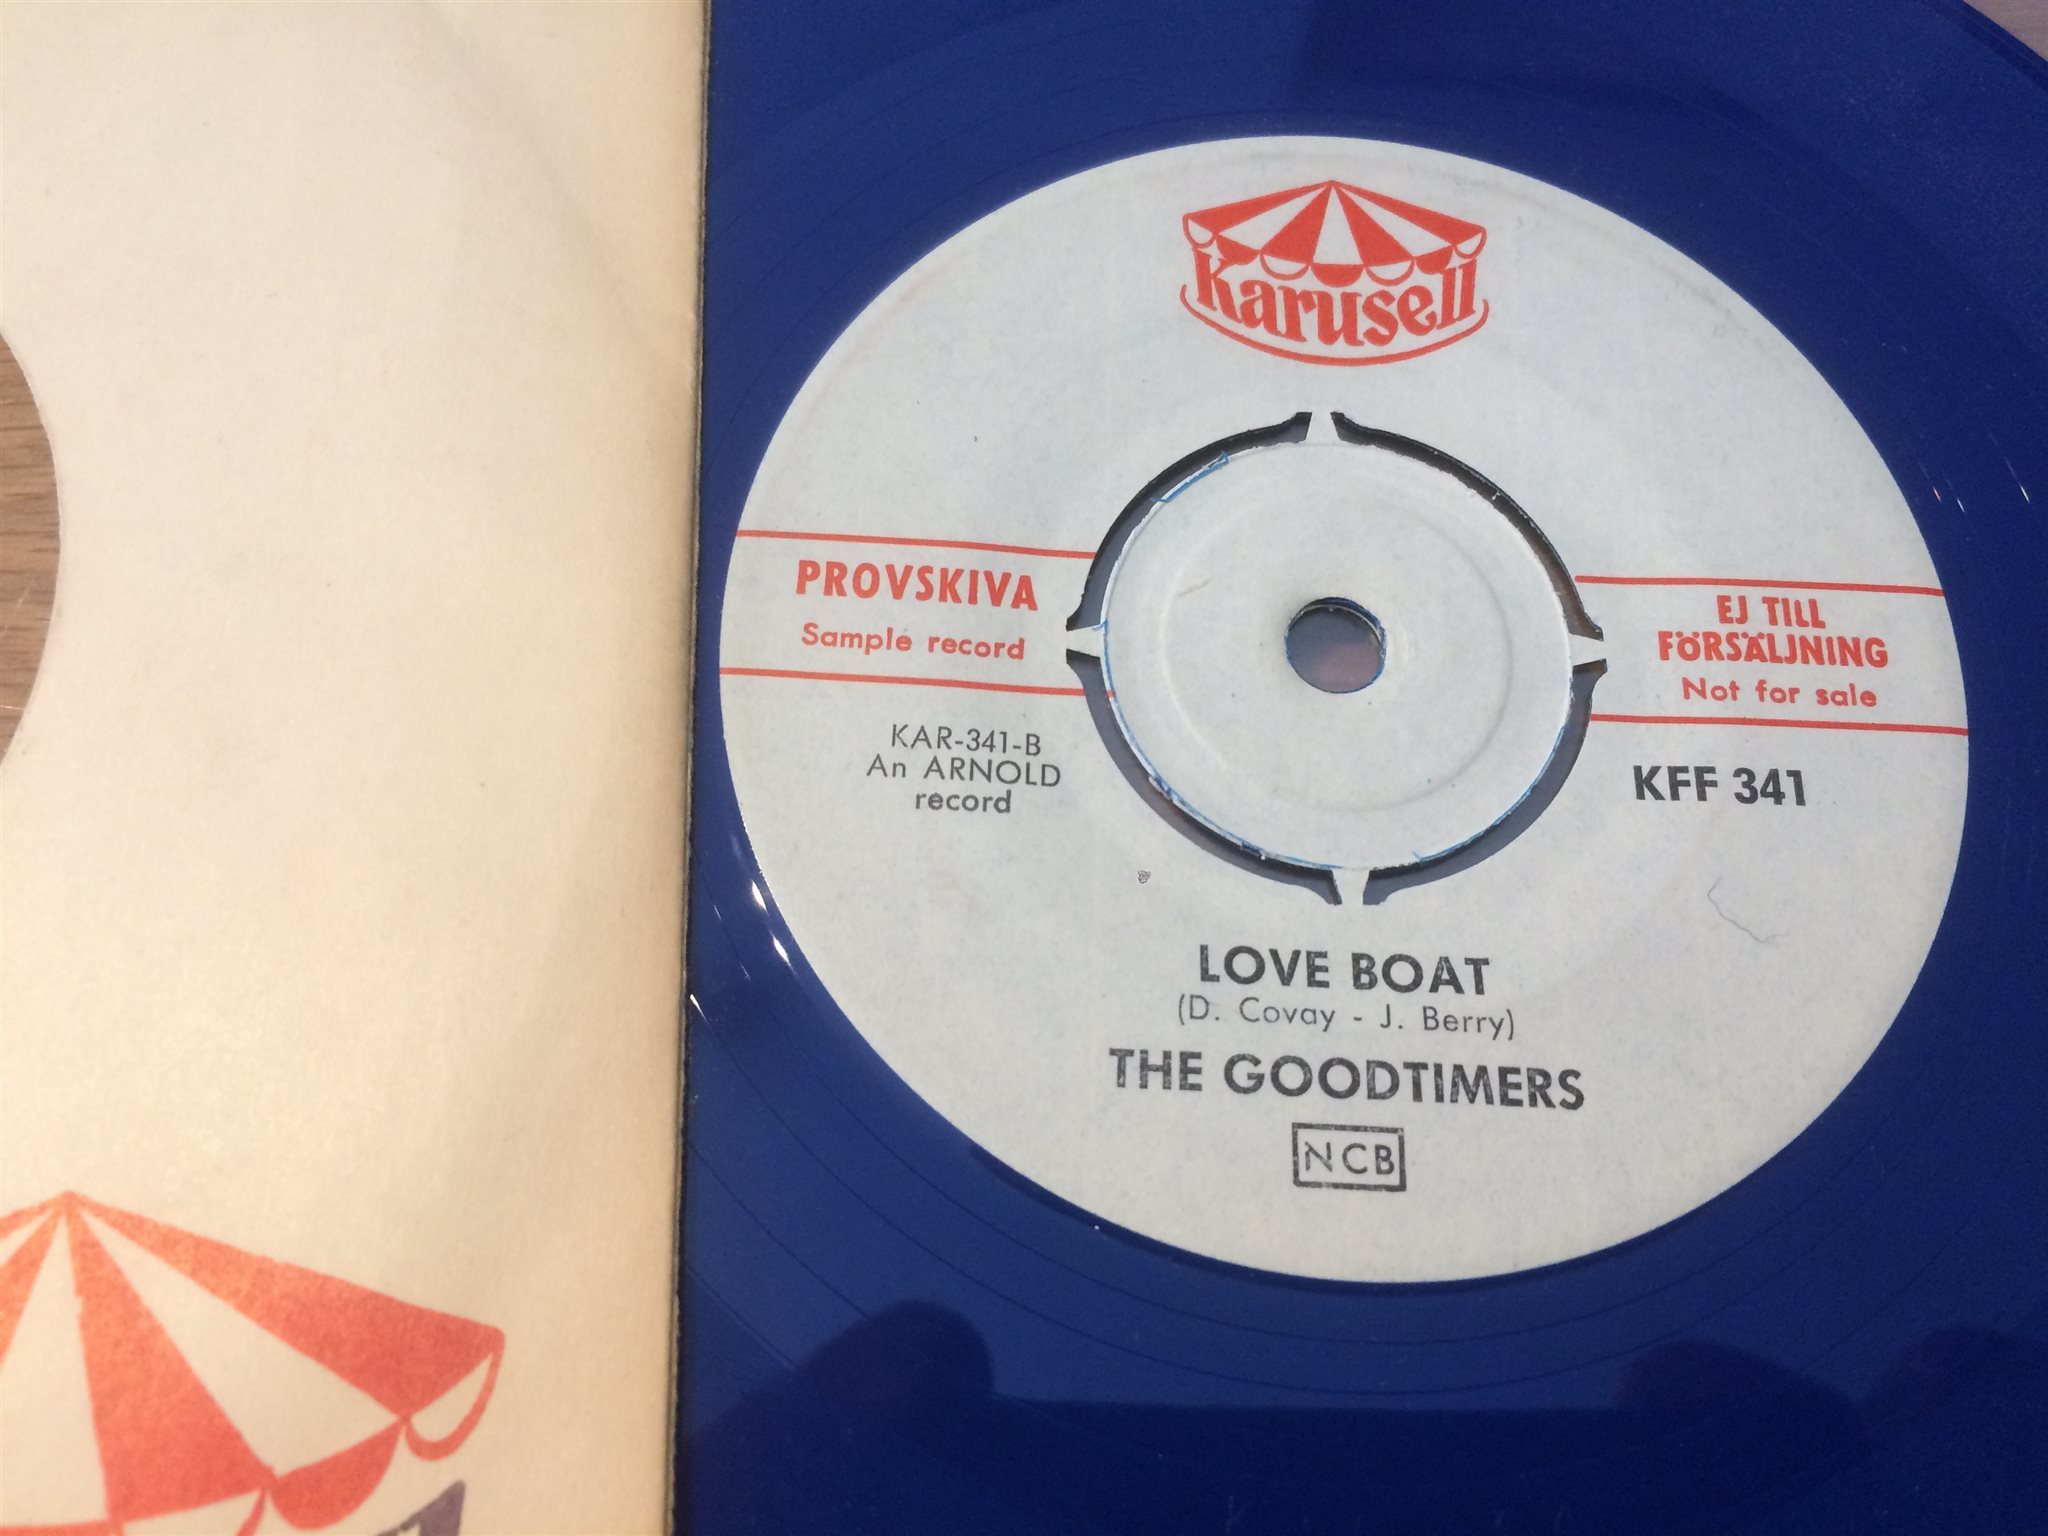 Karusell
PROVSKIVA
Sample record
EJ TILL
FÖRSÄLJNING
Not for sale
KAR-341-B
An ARNOLD
record
KFF 341
LOVE BOAT
(D. Covay - J. Berry)
THE GOODTIMERS
NCB